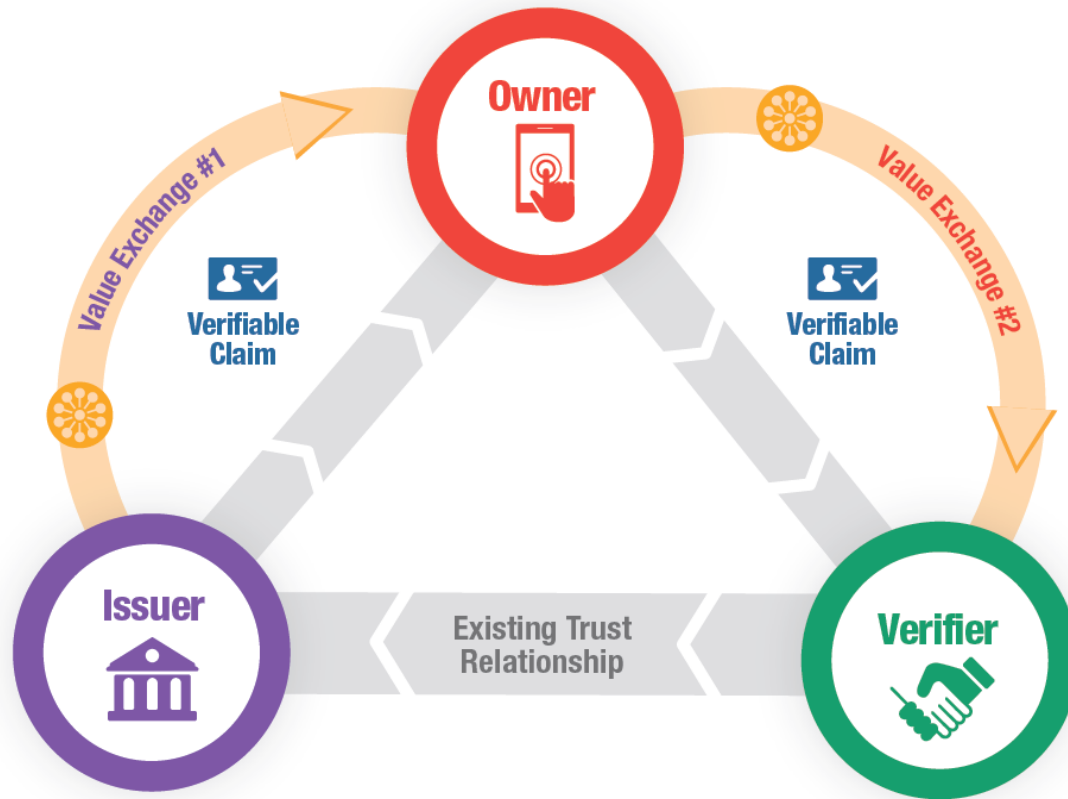 Owner
Value Exchange #1
Value Exchange #2
Verifiable
Claim
Verifiable
Claim
Issuer
Existing Trust
Relationship
Verifier